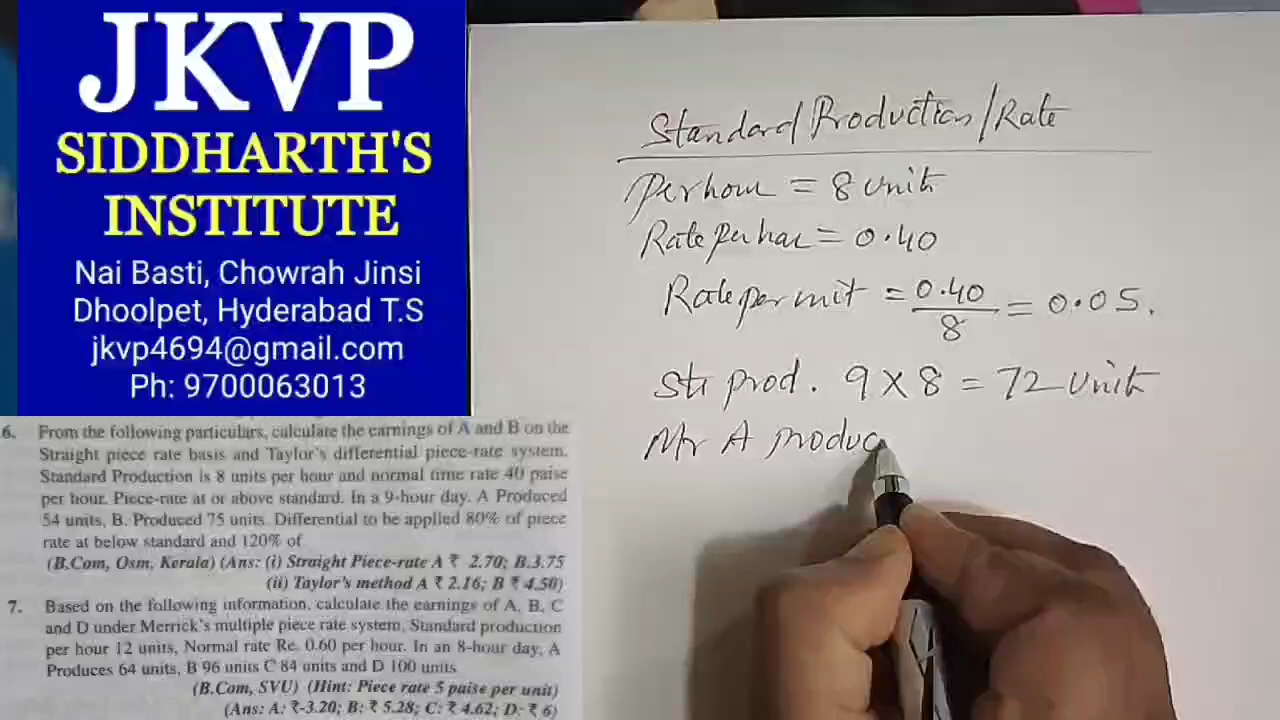 JKVP
SIDDHARTH'S
INSTITUTE
Nai Basti, Chowrah Jinsi
Dhoolpet, Hyderabad T.S
jkvp4694@gmail.com
Ph: 9700063013
6. From the following particulars, calculate the earnings of A and B on the
Straight piece rate basis and Taylor's differential piece-rate system.
Standard Production is 8 units per hour and normal time rate 40 paise
per hour. Piece-rate at or above standard. In a 9-hour day. A Produced
54 units, B. Produced 75 units. Differential to be applied 80% of piece
rate at below standard and 120% of
(B.Com, Osm, Kerala) (Ans: (i) Straight Piece-rate A ₹ 2.70; B.3.75
(ii) Taylor's method A ₹ 2.16; B ₹ 4.50)
7. Based on the following information, calculate the earnings of A, B, C
and D under Merrick's multiple piece rate system, Standard production
per hour 12 units, Normal rate Re. 0.60 per hour. In an 8-hour day, A
Produces 64 units, B 96 units C 84 units and D 100 units
(B.Com, SVU) (Hint: Piece rate 5 paise per unit)
(Ans: A: ₹-3.20; B: ₹ 5.28; C: ₹ 4.62; D: ₹ 6)
Standard Production/Rate
Per hour = 8 unit
Rate per hour = 0.40
Rate per unit = 0.40/8 = 0.05.
Std prod. 9 X 8 = 72 unit
Mr A produc